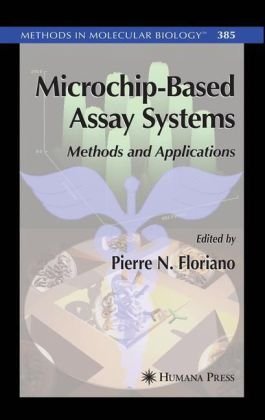 METHODS IN MOLECULAR BIOLOGY™ 385
Microchip-Based
Assay Systems
Methods and Applications
Edited by
Pierre N. Floriano
HUMANA PRESS